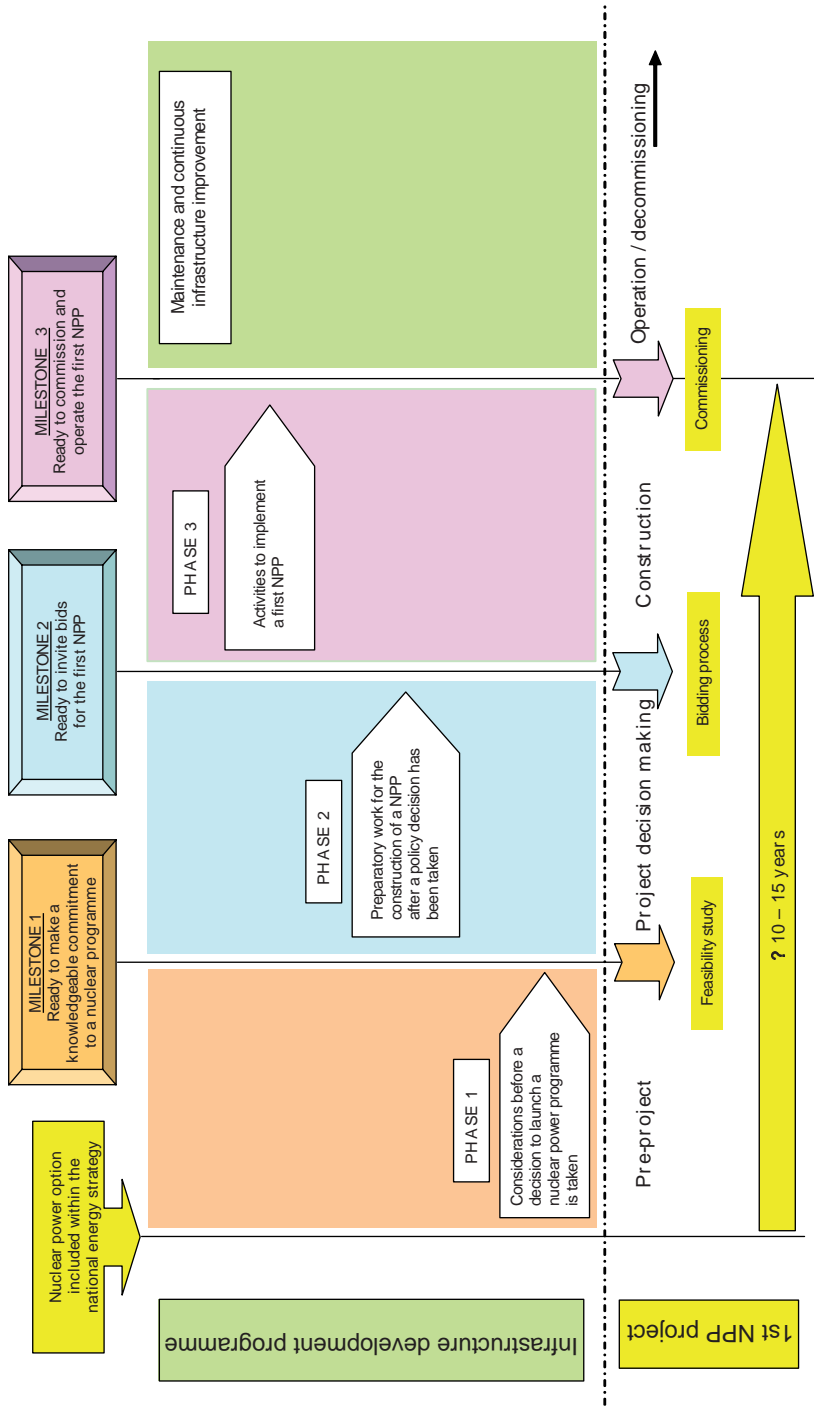 Nuclear power option
included within the
national energy strategy
MILESTONE 1
Ready to make a
knowledgeable commitment
to a nuclear programme
MILESTONE 2
Ready to invite bids
for the first NPP
MILESTONE 3
Ready to commission and
operate the first NPP
Infrastructure development programme
PHASE 1
Considerations before a
decision to launch a
nuclear power programme
is taken
PHASE 2
Preparatory work for the
construction of a NPP
after a policy decision has
been taken
PHASE 3
Activities to implement
a first NPP
Maintenance and continuous
infrastructure improvement
1st NPP project
Pre-project
Project decision making
Construction
Operation / decommissioning
Feasibility study
Bidding process
Commissioning
? 10 – 15 years